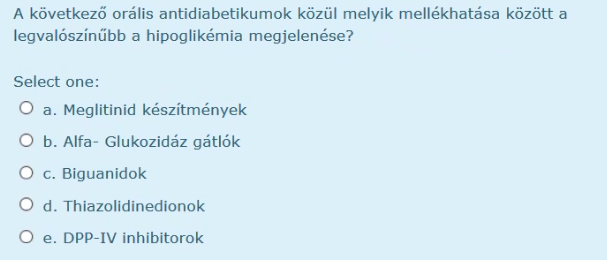 A következő orális antidiabetikumok közül melyik mellékhatása között a
legvalószínűbb a hipoglikémia megjelenése?
Select one:
a. Meglitinid készítmények
b. Alfa- Glukozidáz gátlók
c. Biguanidok
d. Thiazolidinedionok
e. DPP-IV inhibitorok